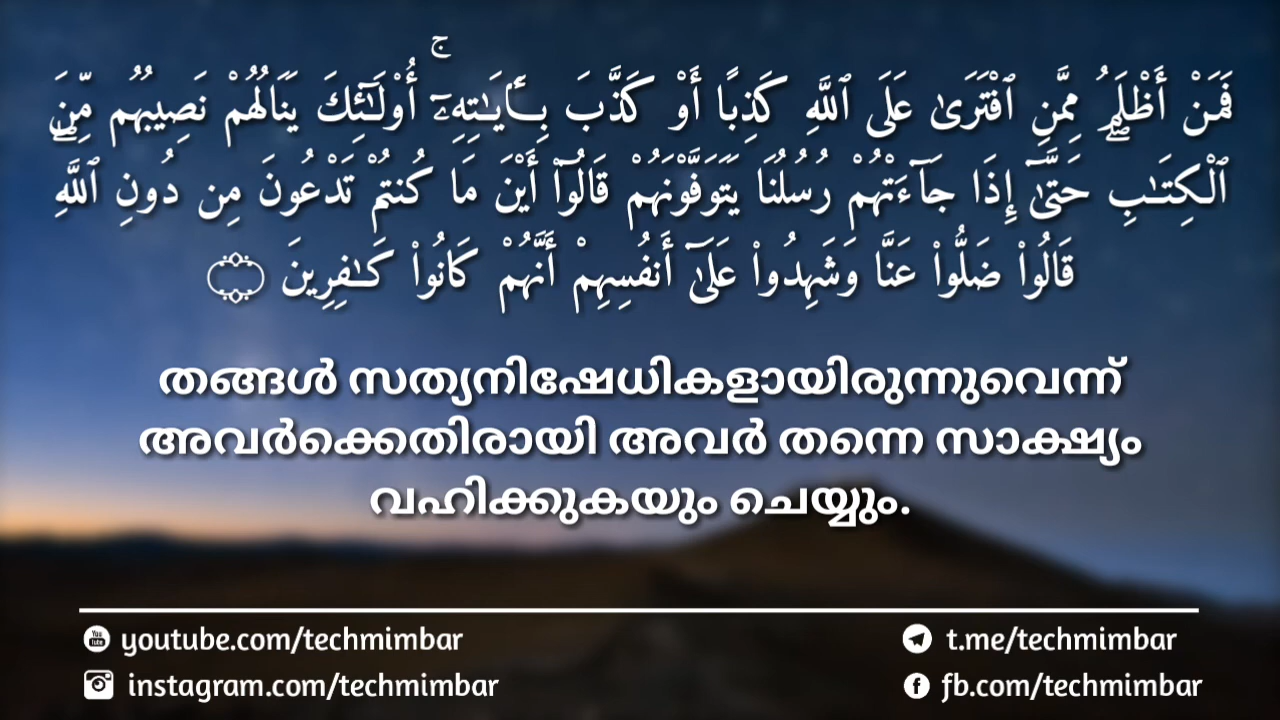 فَمَنْ أَظْلَمُ مِمَّنِ ٱفْتَرَىٰ عَلَى ٱللَّهِ كَذِبًا أَوْ كَذَّبَ بِـَٔايَـٰتِهِۦٓ ۚ أُو۟لَـٰٓئِكَ يَنَالُهُمْ نَصِيبُهُم مِّنَ
ٱلْكِتَـٰبِ ۖ حَتَّىٰٓ إِذَا جَآءَتْهُمْ رُسُلُنَا يَتَوَفَّوْنَهُمْ قَالُوٓا۟ أَيْنَ مَا كُنتُمْ تَدْعُونَ مِن دُونِ ٱللَّهِ ۖ
قَالُوا۟ ضَلُّوا۟ عَنَّا وَشَهِدُوا۟ عَلَىٰٓ أَنفُسِهِمْ أَنَّهُمْ كَانُوا۟ كَـٰفِرِينَ
തങ്ങൾ സത്യനിഷേധികളായിരുന്നുവെന്ന്
അവർക്കെതിരായി അവർ തന്നെ സാക്ഷ്യം
വഹിക്കുകയും ചെയ്യും.
youtube.com/techmimbar
t.me/techmimbar
instagram.com/techmimbar
fb.com/techmimbar